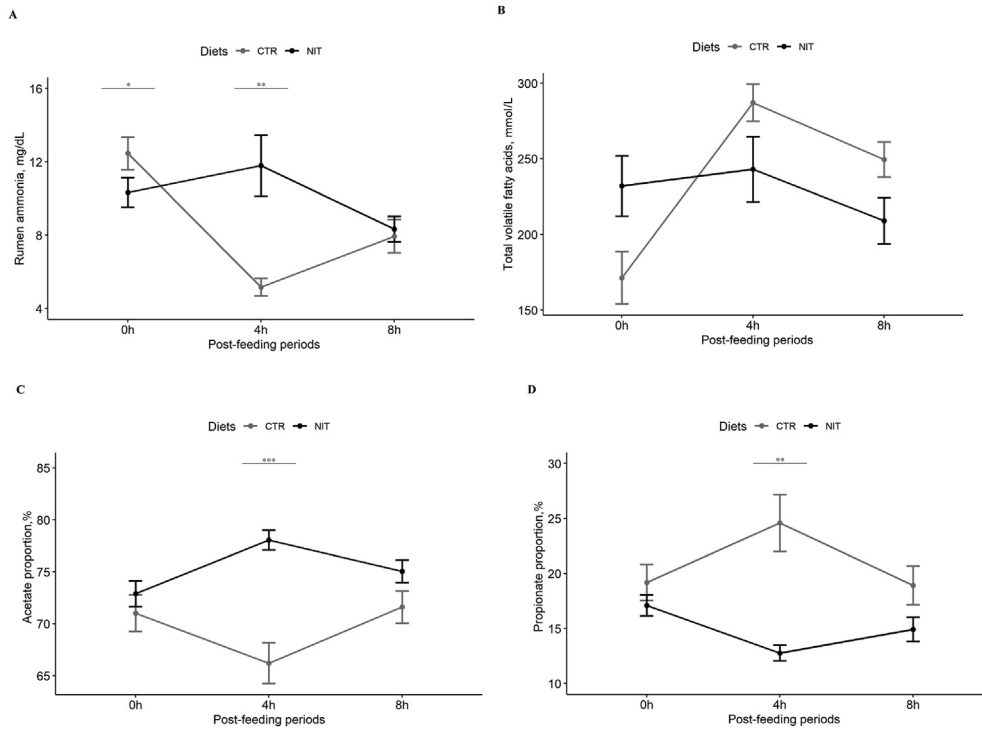 A
Diets CTR NIT
Rumen ammonia, mg/dL
16
12
8
4
* **
0h 4h 8h
Post-feeding periods
B
Diets CTR NIT
Total volatile fatty acids, mmol/L
300
250
200
150
0h 4h 8h
Post-feeding periods
C
Diets CTR NIT
Acetate proportion,%
85
80
75
70
65
***
0h 4h 8h
Post-feeding periods
D
Diets CTR NIT
Propionate proportion,%
30
25
20
15
10
**
0h 4h 8h
Post-feeding periods